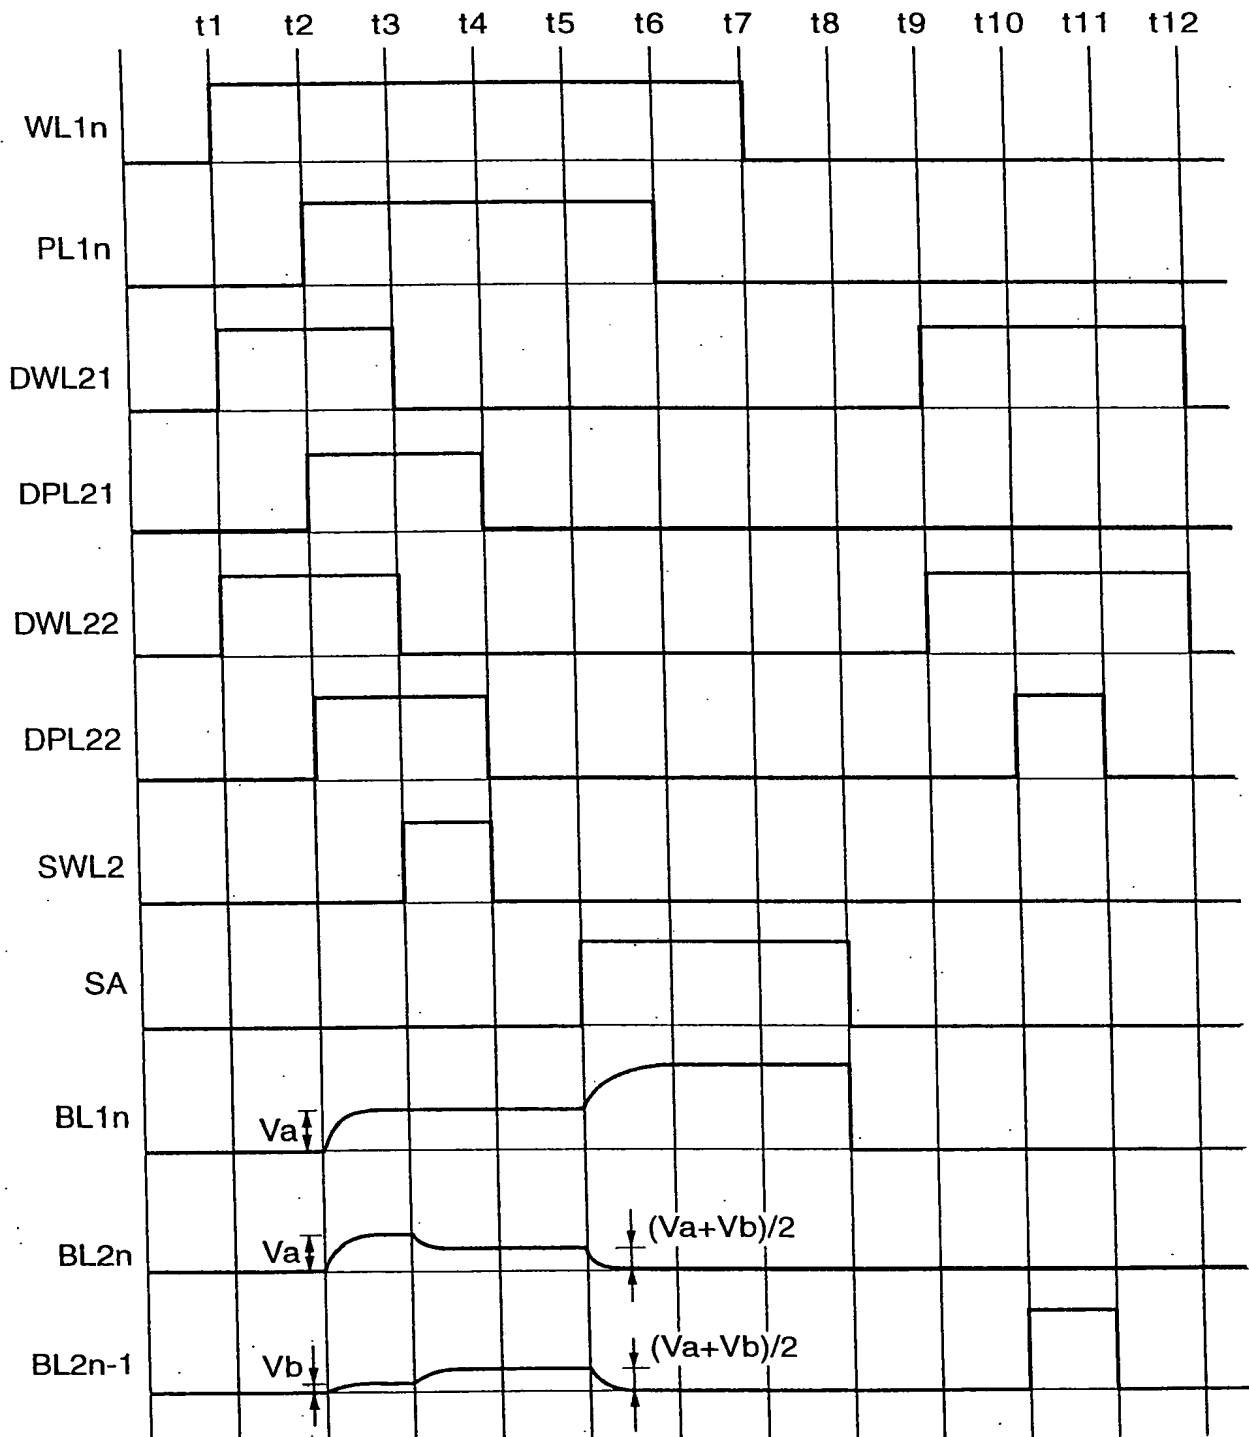 t1 t2 t3 t4 t5 t6 t7 t8 t9 t10 t11 t12
WL1n
PL1n
DWL21
DPL21
DWL22
DPL22
SWL2
SA
BL1n
Va
BL2n
Va
(Va+Vb)/2
BL2n-1
Vb
(Va+Vb)/2